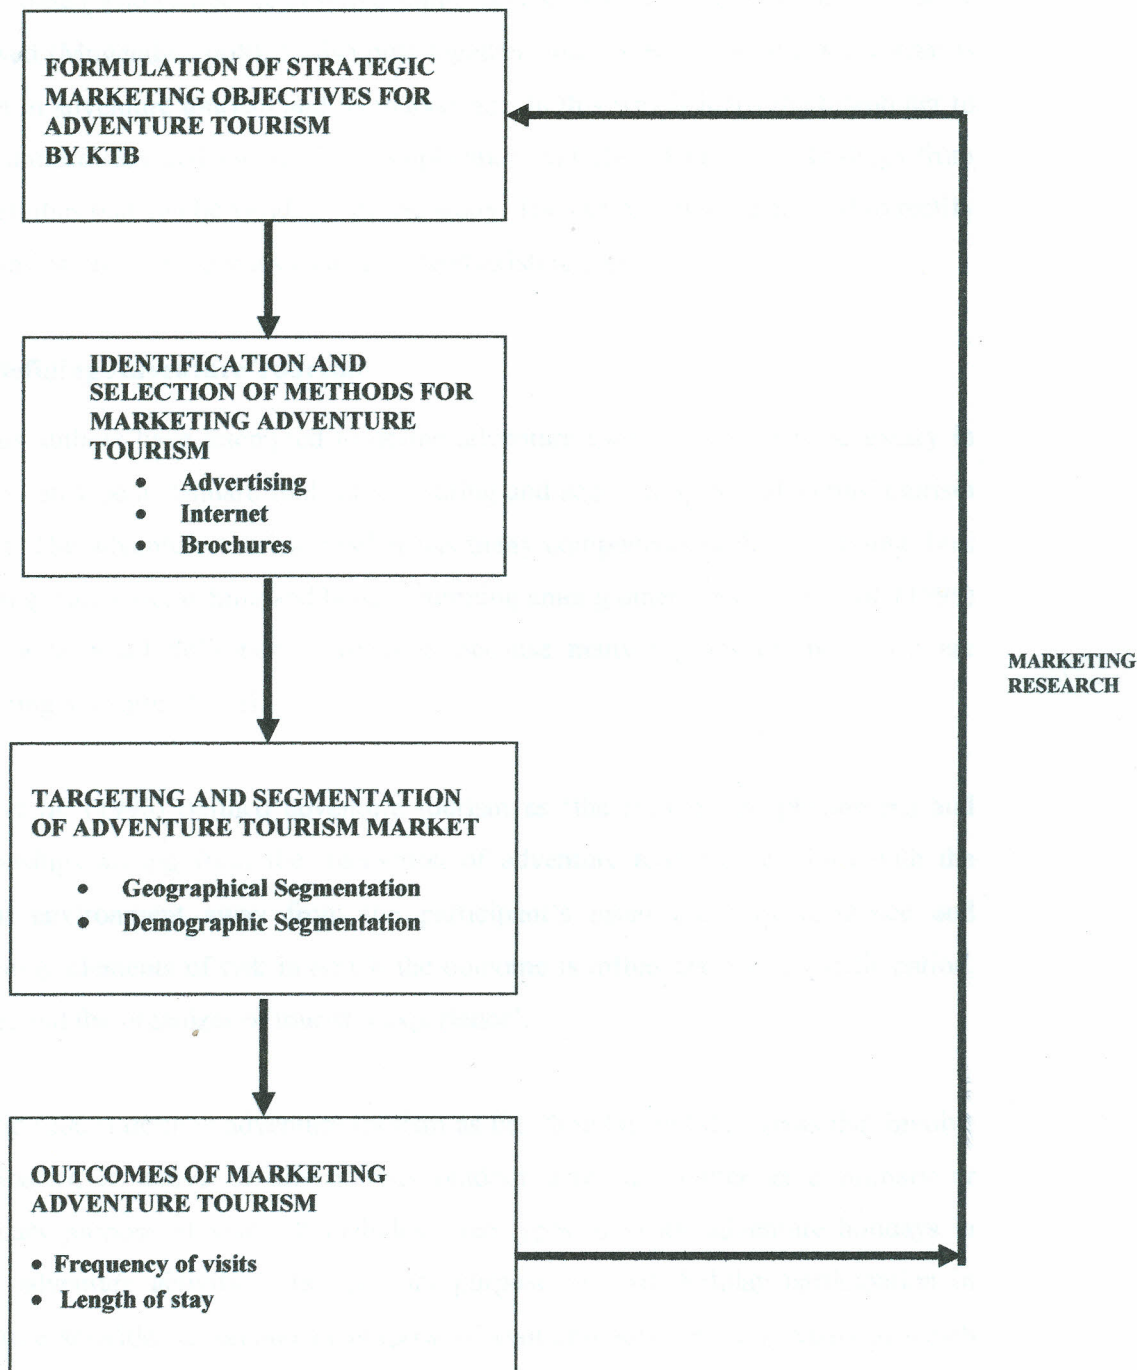 FORMULATION OF STRATEGIC
MARKETING OBJECTIVES FOR
ADVENTURE TOURISM
BY KTB
IDENTIFICATION AND
SELECTION OF METHODS FOR
MARKETING ADVENTURE
TOURISM
• Advertising
• Internet
• Brochures
MARKETING
RESEARCH
TARGETING AND SEGMENTATION
OF ADVENTURE TOURISM MARKET
• Geographical Segmentation
• Demographic Segmentation
OUTCOMES OF MARKETING
ADVENTURE TOURISM
• Frequency of visits
• Length of stay